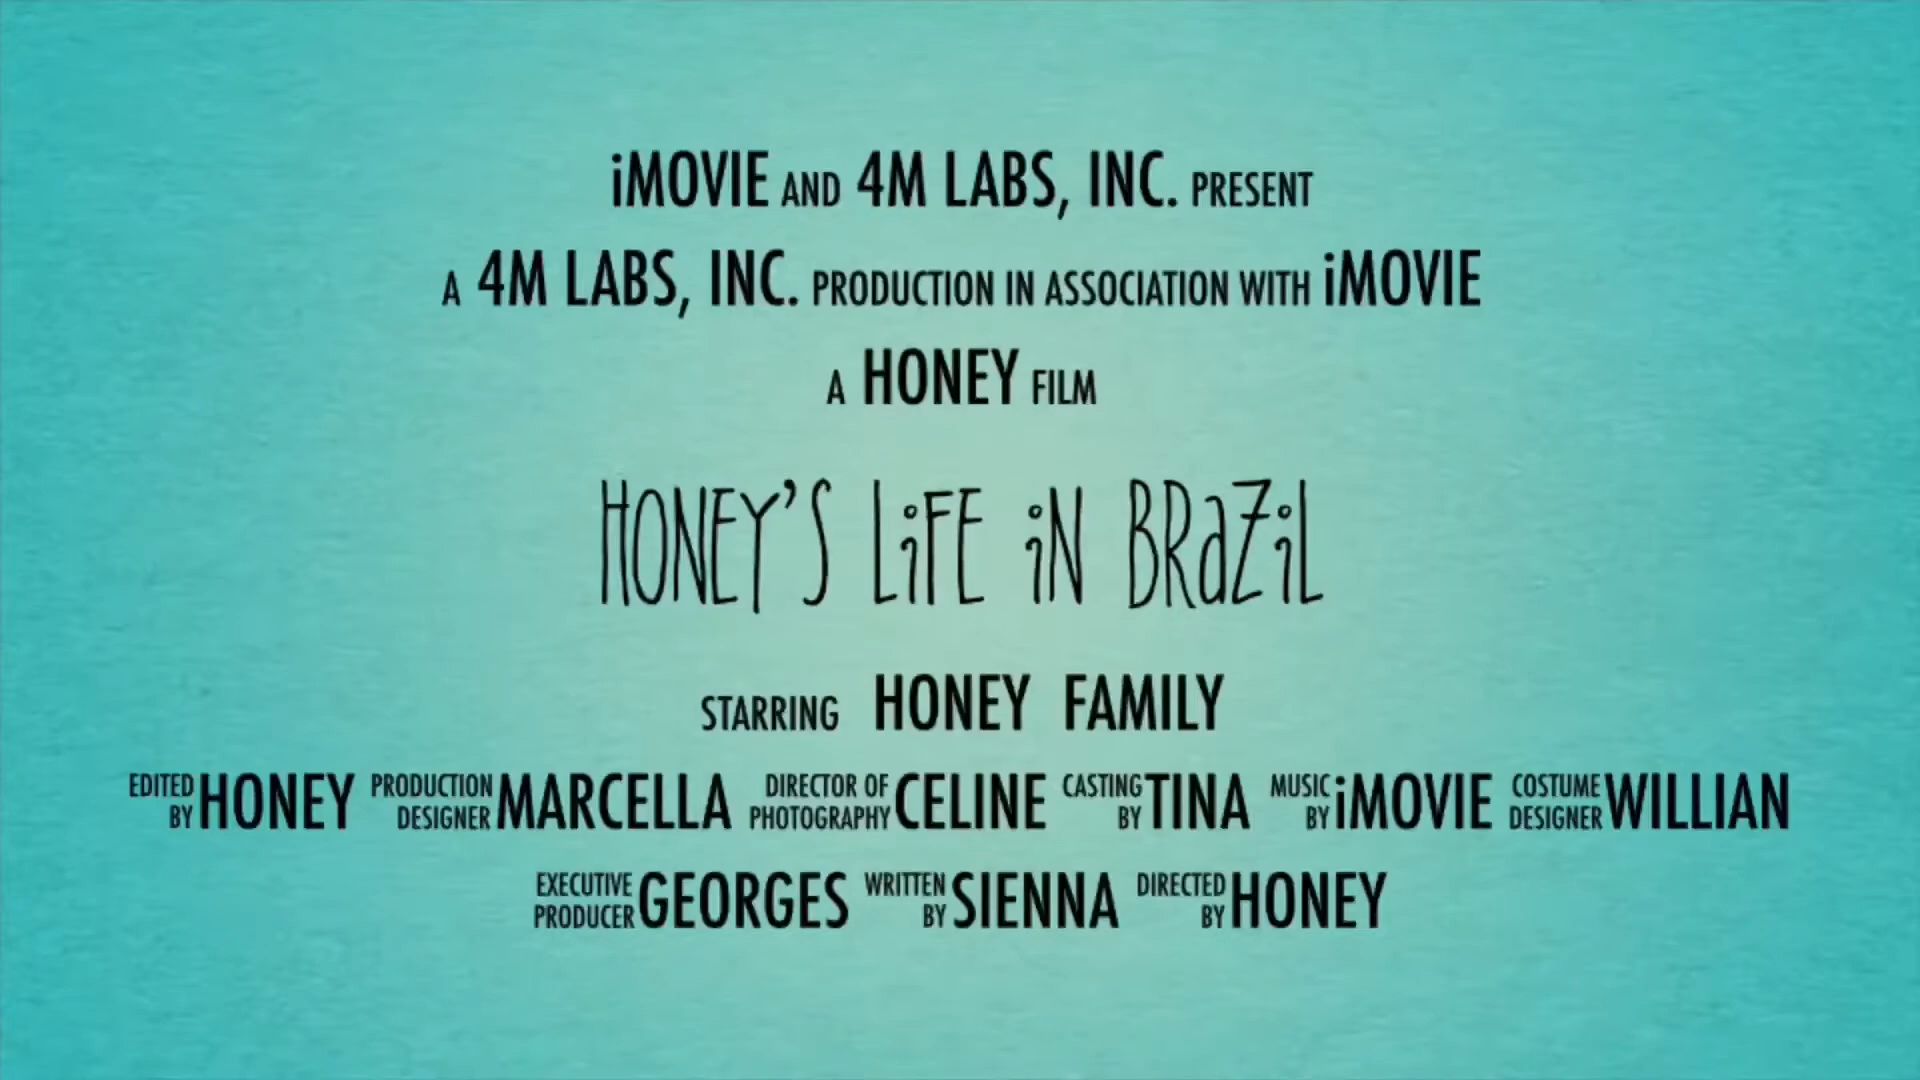 iMOVIE AND 4M LABS, INC. PRESENT
A 4M LABS, INC. PRODUCTION IN ASSOCIATION WITH iMOVIE
A HONEY FILM
HONEY'S LiFE iN BRaZiL
STARRING HONEY FAMILY
EDITED BY HONEY PRODUCTION DESIGNER MARCELLA DIRECTOR OF PHOTOGRAPHY CELINE CASTING BY TINA MUSIC BY iMOVIE COSTUME DESIGNER WILLIAN
EXECUTIVE PRODUCER GEORGES WRITTEN BY SIENNA DIRECTED BY HONEY